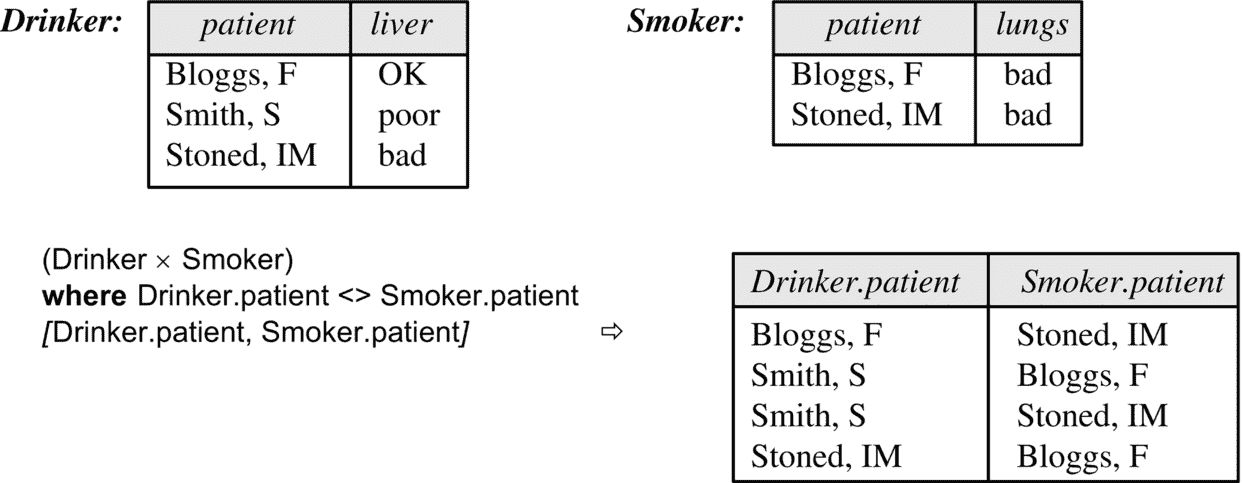 Drinker: patient liver
Bloggs, F OK
Smith, S poor
Stoned, IM bad
Smoker: patient lungs
Bloggs, F bad
Stoned, IM bad
(Drinker × Smoker)
where Drinker.patient <> Smoker.patient
[Drinker.patient, Smoker.patient] ⇨
Drinker.patient Smoker.patient
Bloggs, F Stoned, IM
Smith, S Bloggs, F
Smith, S Stoned, IM
Stoned, IM Bloggs, F